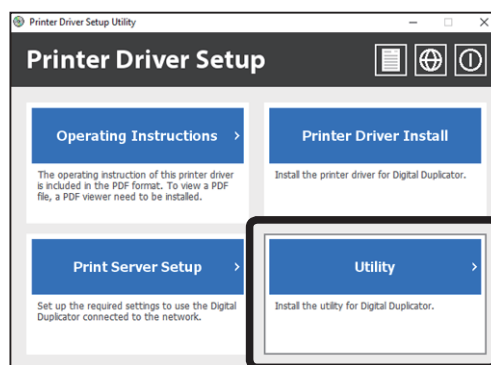 Printer Driver Setup Utility
Printer Driver Setup
Operating Instructions
The operating instruction of this printer driver
is included in the PDF format. To view a PDF
file, a PDF viewer need to be installed.
Printer Driver Install
Install the printer driver for Digital Duplicator.
Print Server Setup
Set up the required settings to use the Digital
Duplicator connected to the network.
Utility
Install the utility for Digital Duplicator.